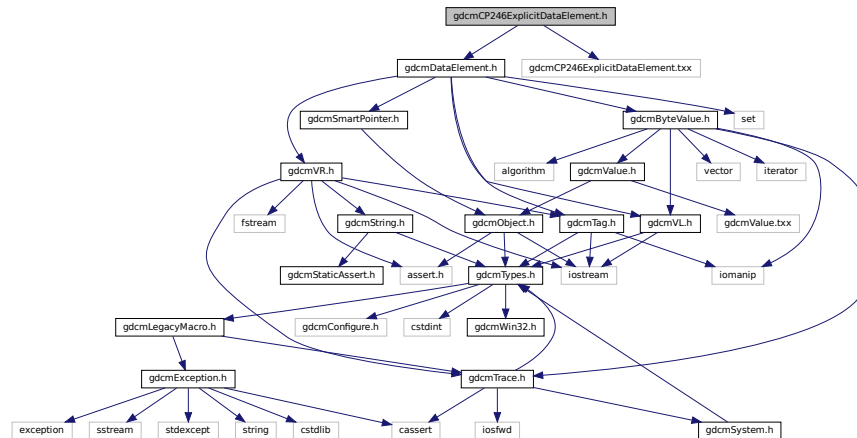 gdcmCP246ExplicitDataElement.h
gdcmDataElement.h
gdcmCP246ExplicitDataElement.txx
gdcmSmartPointer.h
gdcmByteValue.h
set
gdcmVR.h
algorithm
gdcmValue.h
vector
iterator
fstream
gdcmString.h
gdcmObject.h
gdcmTag.h
gdcmVL.h
gdcmValue.txx
gdcmStaticAssert.h
assert.h
gdcmTypes.h
iostream
iomanip
gdcmLegacyMacro.h
gdcmConfigure.h
cstdint
gdcmWin32.h
gdcmException.h
gdcmTrace.h
exception
sstream
stdexcept
string
cstdlib
cassert
iosfwd
gdcmSystem.h